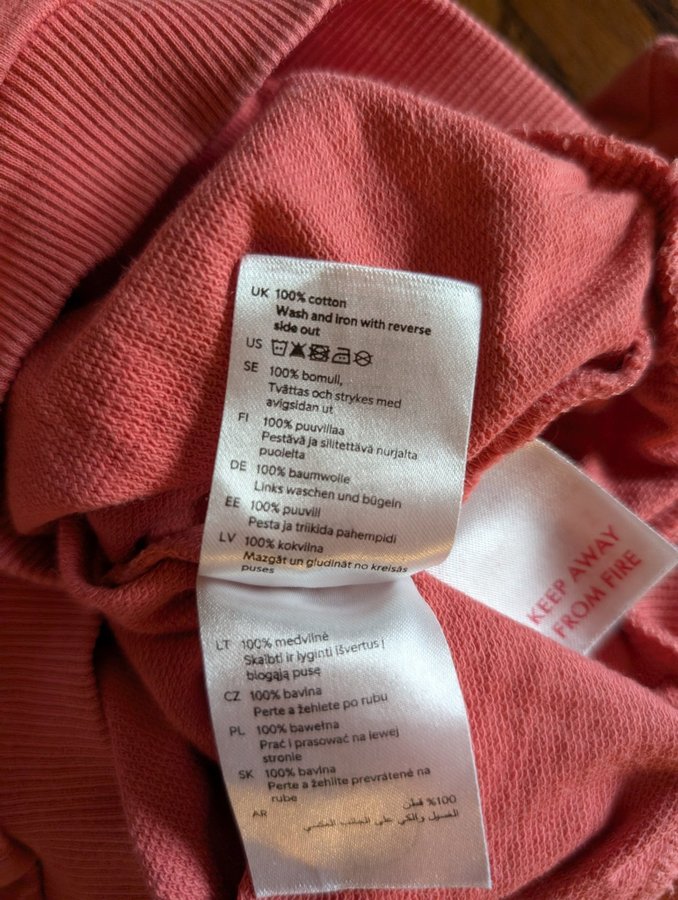 UK 100% cotton
Wash and iron with reverse
side out
US
SE 100% bomull,
Tvättas och strykes med
avigsidan ut
FI 100% puuvillaa
Pestävä ja silitettävä nurjalta
puolelta
DE 100% baumwolle
Links waschen und bügeln
EE 100% puuvill
Pesta ja triikida pahempidi
LV 100% kokvilna
Mazgāt un gludināt no kreisās
puses
LT 100% medvilnė
Skalbti ir lyginti išvertus į
blogąją pusę
CZ 100% bavlna
Perte a žehlete po rubu
PL 100% bawełna
Prać i prasować na lewej
stronie
SK 100% bavlna
Perte a žehlite prevrátené na
rube
AR 100% قطن
الغسيل والكي على الجانب العكسي
KEEP AWAY
FROM FIRE